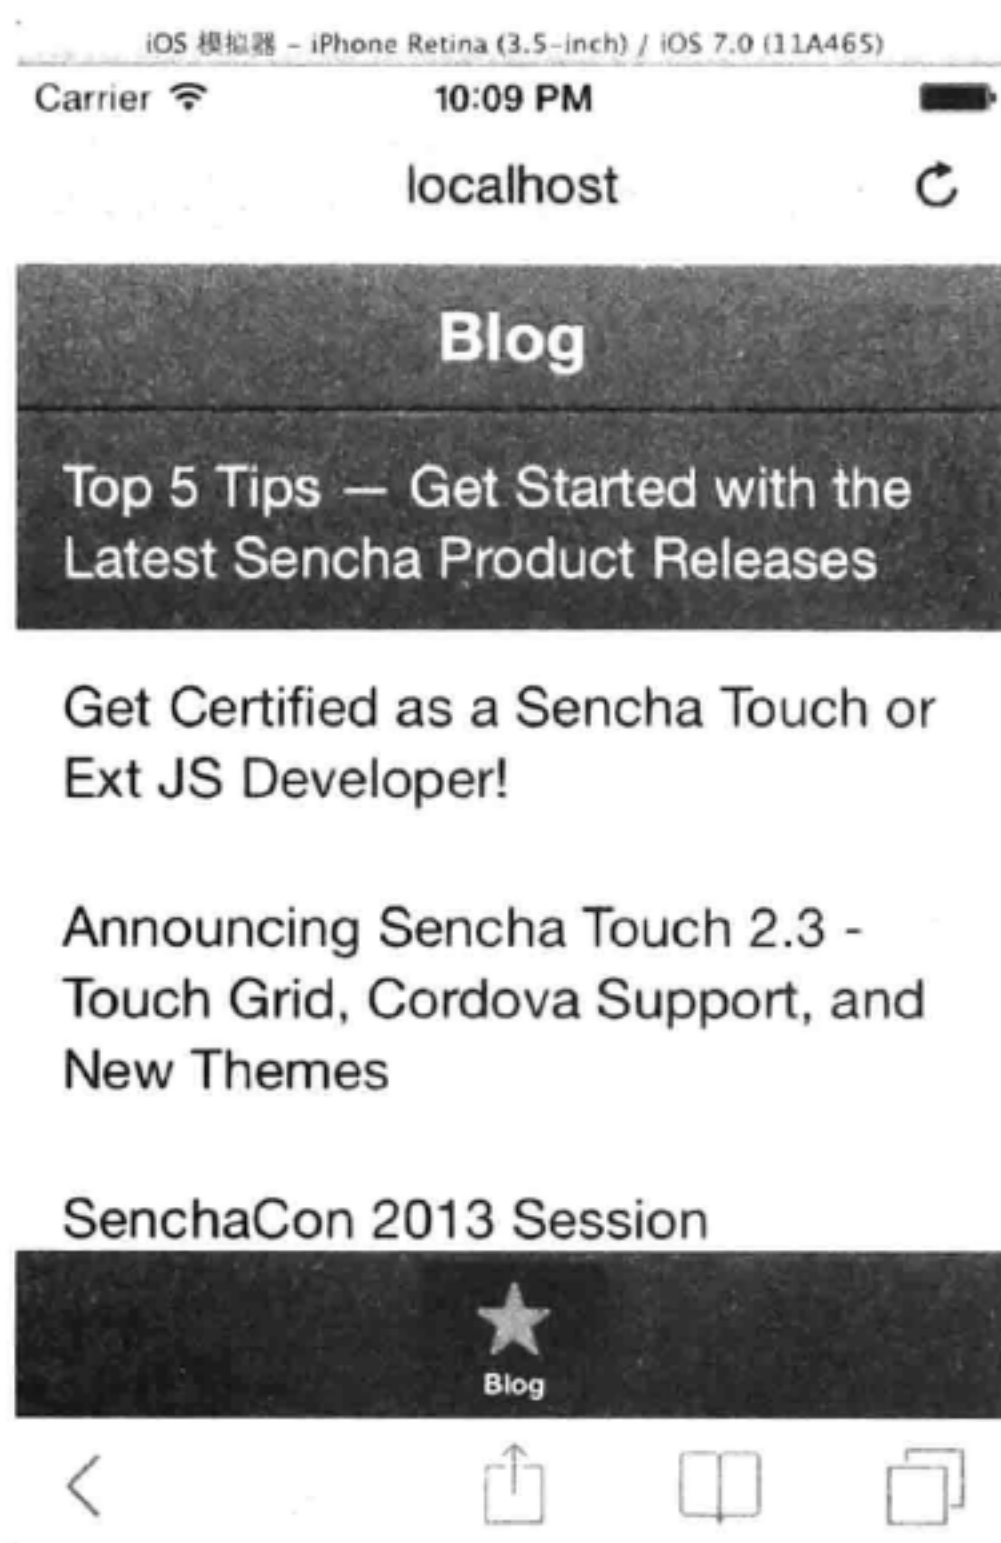 iOS 模拟器 – iPhone Retina (3.5-inch) / iOS 7.0 (11A465)
Carrier 10:09 PM
localhost
Blog
Top 5 Tips — Get Started with the
Latest Sencha Product Releases
Get Certified as a Sencha Touch or
Ext JS Developer!
Announcing Sencha Touch 2.3 -
Touch Grid, Cordova Support, and
New Themes
SenchaCon 2013 Session
Blog